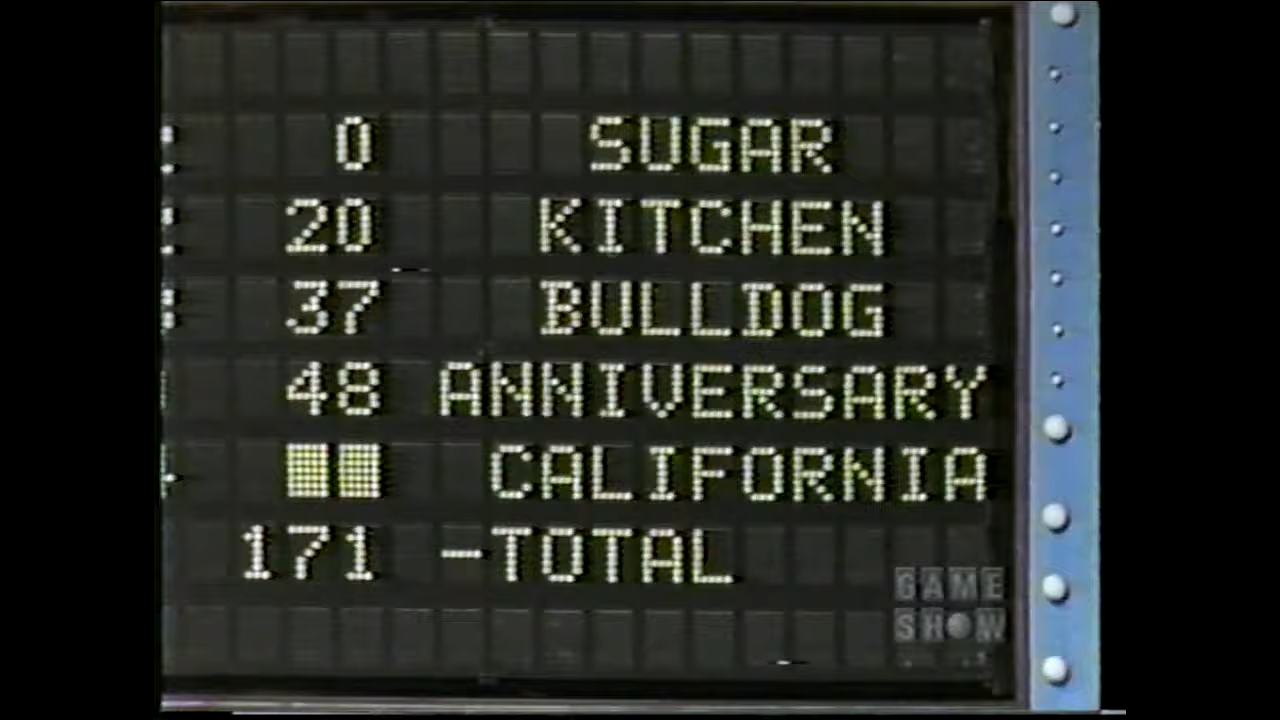 0 SUGAR
20 KITCHEN
37 BULLDOG
48 ANNIVERSARY
CALIFORNIA
171 -TOTAL
GAME
SHOW